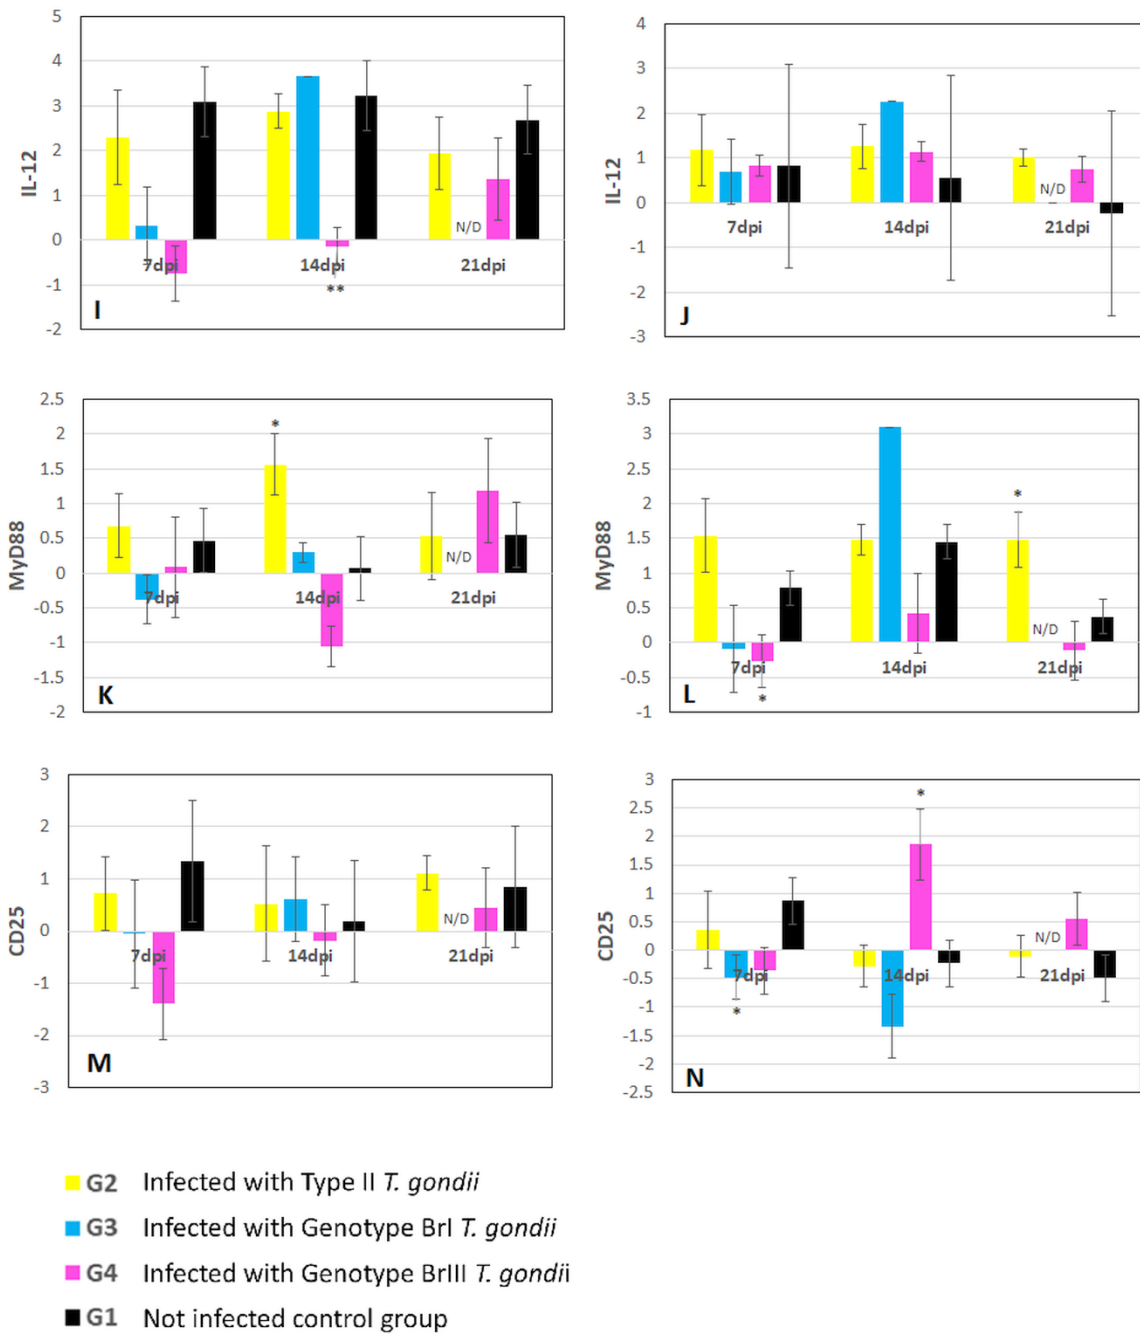 5
4
3
2
1
0
-1
-2
IL-12
7dpi
14dpi
21dpi
N/D
**
I
4
3
2
1
0
-1
-2
-3
IL-12
7dpi
14dpi
21dpi
N/D
J
2.5
2
1.5
1
0.5
0
-0.5
-1
-1.5
-2
MyD88
*
7dpi
14dpi
21dpi
N/D
K
3.5
3
2.5
2
1.5
1
0.5
0
-0.5
-1
MyD88
*
N/D
7dpi
14dpi
21dpi
*
L
3
2
1
0
-1
-2
-3
CD25
N/D
7dpi
14dpi
21dpi
M
3
2.5
2
1.5
1
0.5
0
-0.5
-1
-1.5
-2
-2.5
CD25
*
N/D
7dpi
14dpi
21dpi
*
N
G2 Infected with Type II T. gondii
G3 Infected with Genotype BrI T. gondii
G4 Infected with Genotype BrIII T. gondii
G1 Not infected control group